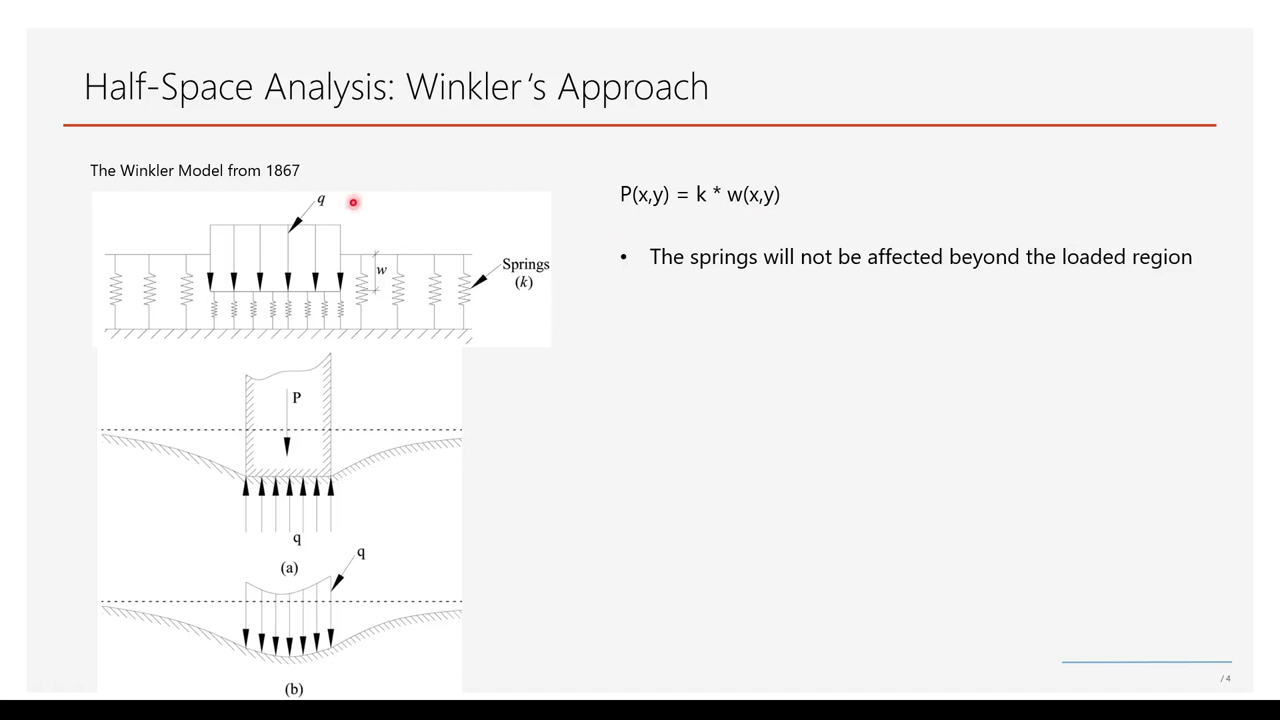 Half-Space Analysis: Winkler's Approach
The Winkler Model from 1867
P(x,y) = k * w(x,y)
• The springs will not be affected beyond the loaded region
q
w
Springs
(k)
P
q
(a)
q
(b)
/ 4